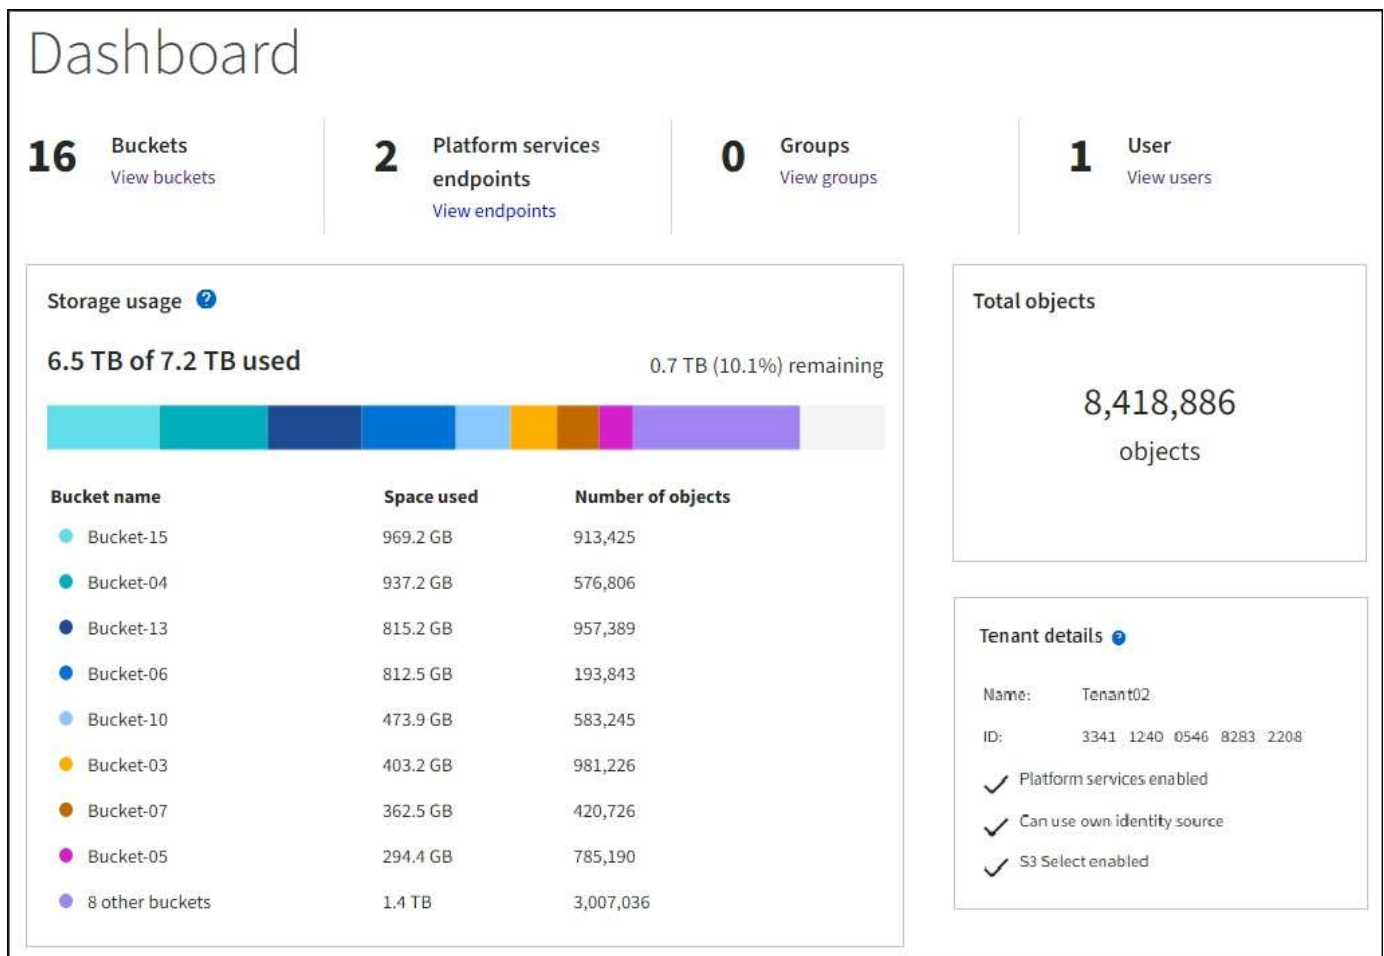 Dashboard
16 Buckets
View buckets
2 Platform services
endpoints
View endpoints
0 Groups
View groups
1 User
View users
Storage usage ?
6.5 TB of 7.2 TB used
0.7 TB (10.1%) remaining
Bucket name Space used Number of objects
Bucket-15 969.2 GB 913,425
Bucket-04 937.2 GB 576,806
Bucket-13 815.2 GB 957,389
Bucket-06 812.5 GB 193,843
Bucket-10 473.9 GB 583,245
Bucket-03 403.2 GB 981,226
Bucket-07 362.5 GB 420,726
Bucket-05 294.4 GB 785,190
8 other buckets 1.4 TB 3,007,036
Total objects
8,418,886
objects
Tenant details ?
Name: Tenant02
ID: 3341 1240 0546 8283 2208
Platform services enabled
Can use own identity source
S3 Select enabled